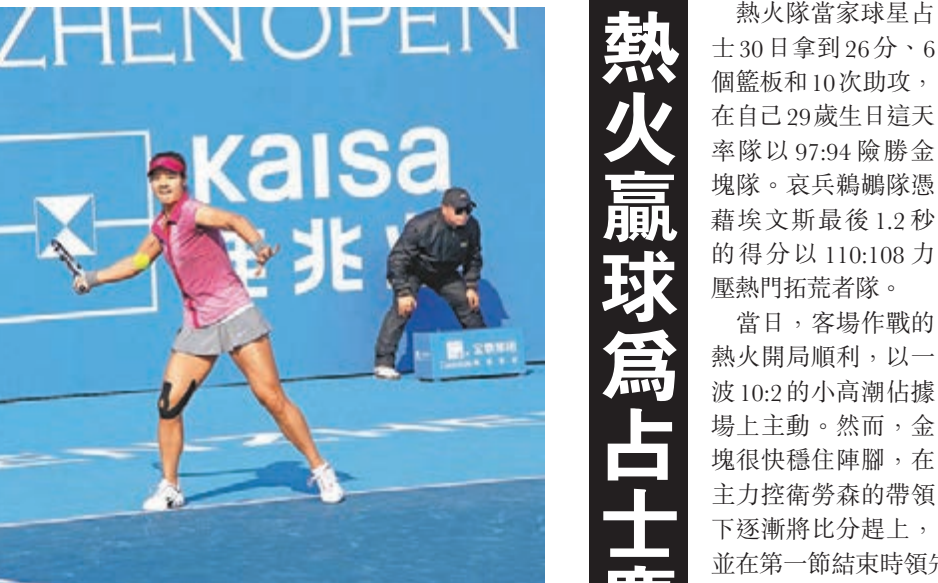 ZHEN OPEN
Kaisa
佳兆
熱火贏球爲占士慶
熱火隊當家球星占
士30日拿到26分、6
個籃板和10次助攻，
在自己29歲生日這天
率隊以97:94險勝金
塊隊。哀兵鵜鶘隊憑
藉埃文斯最後1.2秒
的得分以110:108力
壓熱門拓荒者隊。
當日，客場作戰的
熱火開局順利，以一
波10:2的小高潮佔據
場上主動。然而，金
塊很快穩住陣腳，在
主力控衛勞森的帶領
下逐漸將比分趕上，
並在第一節結束時領先